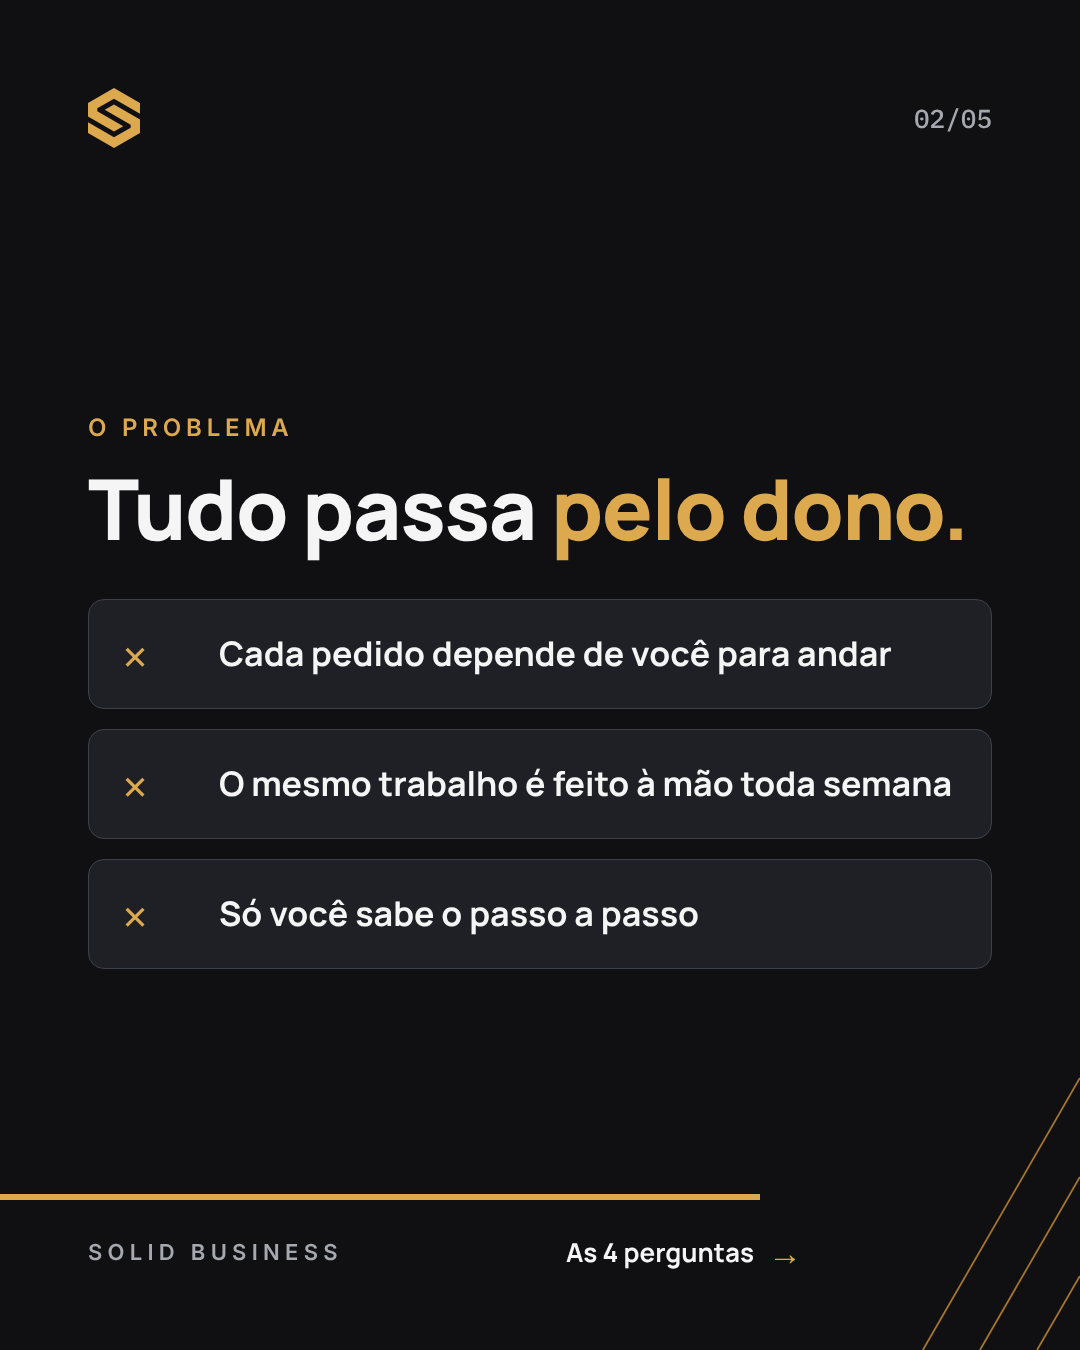 02/05
O PROBLEMA
Tudo passa pelo dono.
× Cada pedido depende de você para andar
× O mesmo trabalho é feito à mão toda semana
× Só você sabe o passo a passo
SOLID BUSINESS
As 4 perguntas →